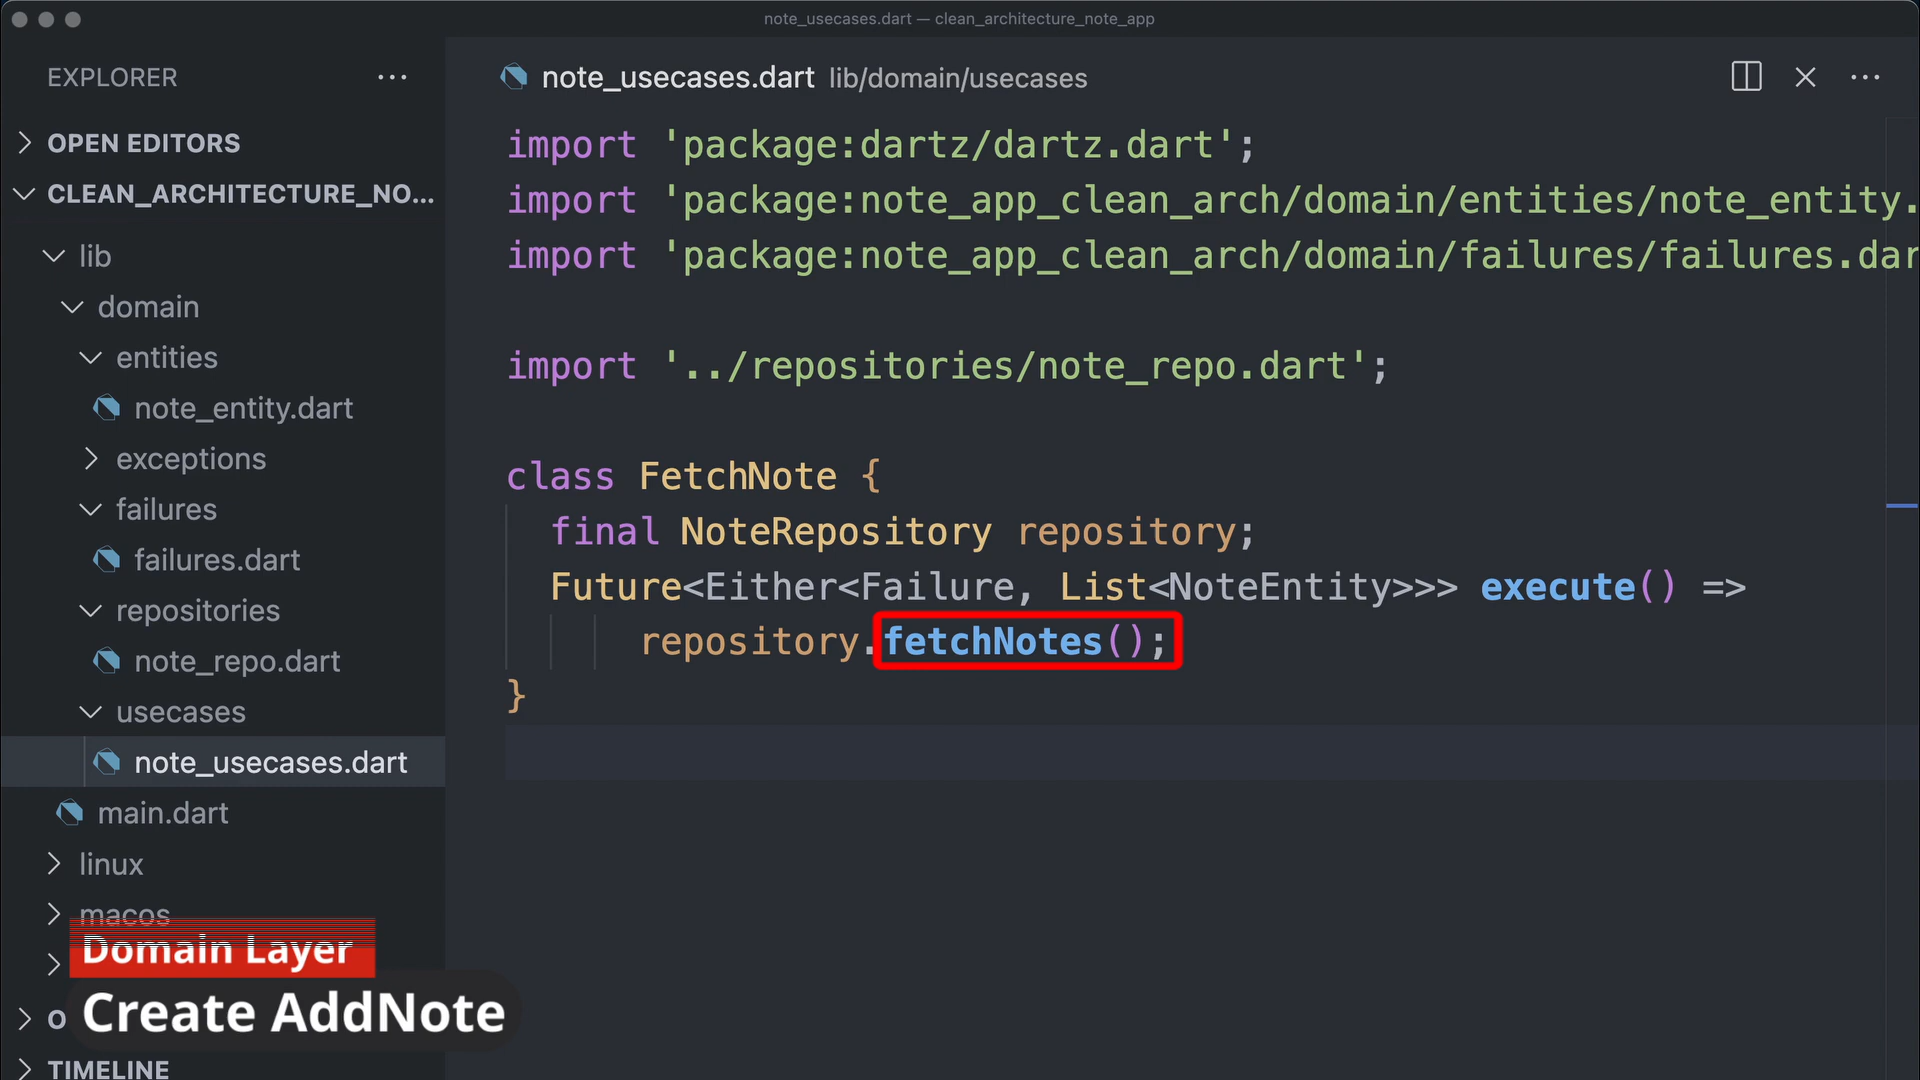 note_usecases.dart — clean_architecture_note_app
EXPLORER
OPEN EDITORS
CLEAN_ARCHITECTURE_NO...
lib
domain
entities
note_entity.dart
exceptions
failures
failures.dart
repositories
note_repo.dart
usecases
note_usecases.dart
main.dart
linux
macos
O
TIMELINE
note_usecases.dart lib/domain/usecases
import 'package:dartz/dartz.dart';
import 'package:note_app_clean_arch/domain/entities/note_entity.
import 'package:note_app_clean_arch/domain/failures/failures.dar
import '../repositories/note_repo.dart';
class FetchNote {
final NoteRepository repository;
Future<Either<Failure, List<NoteEntity>>> execute() =>
repository.fetchNotes();
}
Domain Layer
Create AddNote